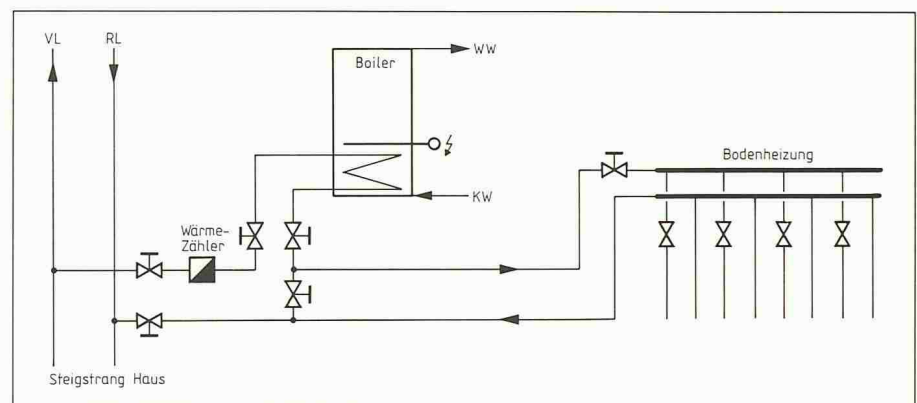 VL
RL
Boiler
WW
KW
Bodenheizung
Wärme-
Zähler
Steigstrang Haus